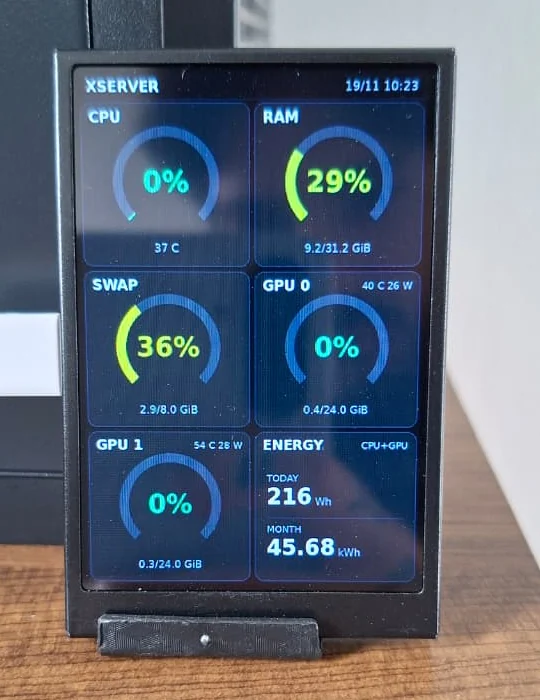 XSERVER 19/11 10:23
CPU
0%
37 C
RAM
29%
9.2/31.2 GiB
SWAP
36%
2.9/8.0 GiB
GPU 0 40 C 26 W
0%
0.4/24.0 GiB
GPU 1 54 C 28 W
0%
0.3/24.0 GiB
ENERGY CPU+GPU
TODAY
216 Wh
MONTH
45.68 kWh